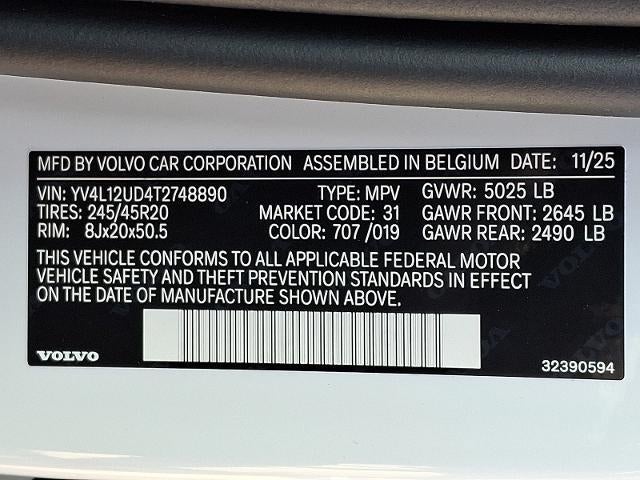 MFD BY VOLVO CAR CORPORATION ASSEMBLED IN BELGIUM DATE: 11/25
VIN: YV4L12UD4T2748890 TYPE: MPV GVWR: 5025 LB
TIRES: 245/45R20 MARKET CODE: 31 GAWR FRONT: 2645 LB
RIM: 8Jx20x50.5 COLOR: 707 /019 GAWR REAR: 2490 LB
THIS VEHICLE CONFORMS TO ALL APPLICABLE FEDERAL MOTOR
VEHICLE SAFETY AND THEFT PREVENTION STANDARDS IN EFFECT
ON THE DATE OF MANUFACTURE SHOWN ABOVE.
VOLVO
32390594